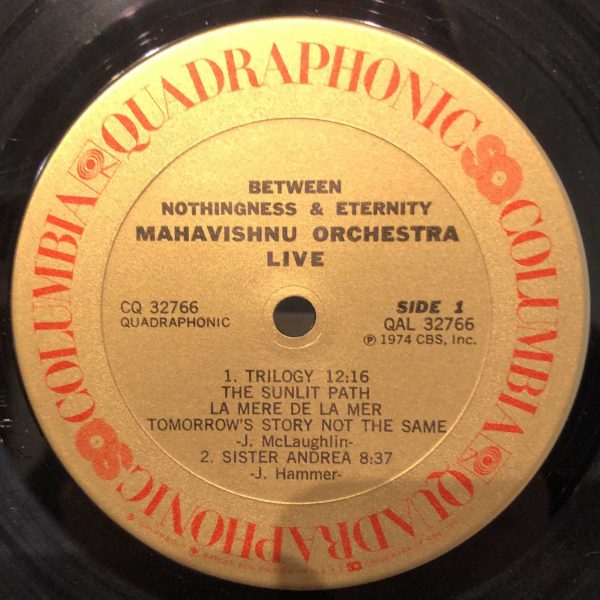 COLUMBIA QUADRAPHONIC SQ COLUMBIA QUADRAPHONIC SQ
BETWEEN
NOTHINGNESS & ETERNITY
MAHAVISHNU ORCHESTRA
LIVE
CQ 32766
QUADRAPHONIC
SIDE 1
QAL 32766
℗ 1974 CBS, Inc.
1. TRILOGY 12:16
THE SUNLIT PATH
LA MERE DE LA MER
TOMORROW'S STORY NOT THE SAME
-J. McLaughlin-
2. SISTER ANDREA 8:37
-J. Hammer-